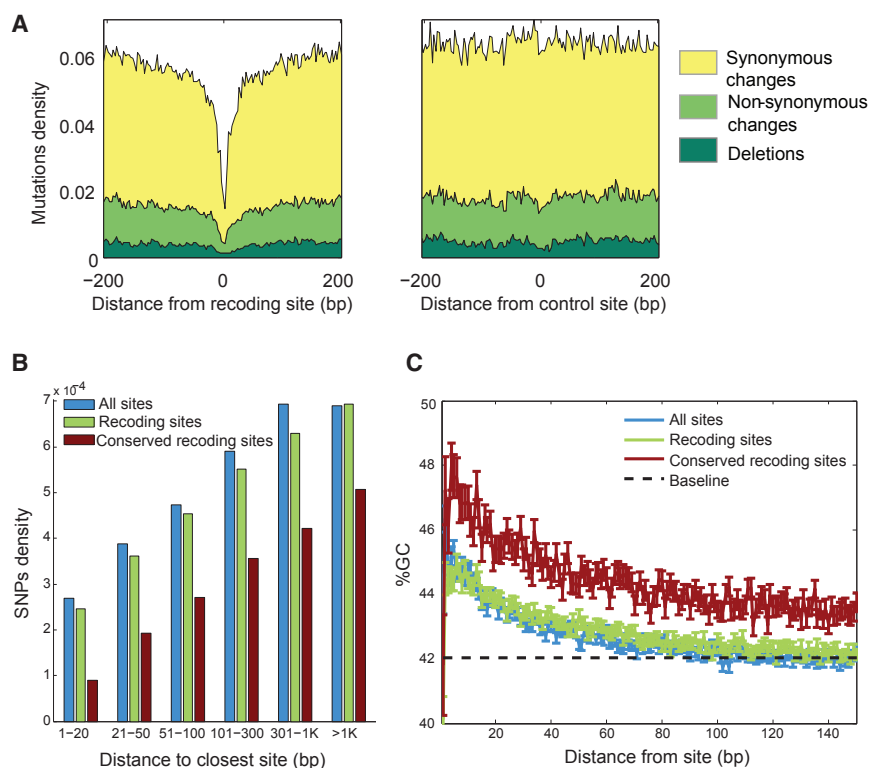 A
Mutations density
0.06
0.04
0.02
0
−200
0
200
Distance from recoding site (bp)
−200
0
200
Distance from control site (bp)
Synonymous
changes
Non-synonymous
changes
Deletions
B
x 10⁻⁴
7
6
5
4
3
2
1
0
SNPs density
All sites
Recoding sites
Conserved recoding sites
1−20
21−50
51−100
101−300
301−1K
>1K
Distance to closest site (bp)
C
50
48
46
44
42
40
%GC
All sites
Recoding sites
Conserved recoding sites
Baseline
20
40
60
80
100
120
140
Distance from site (bp)